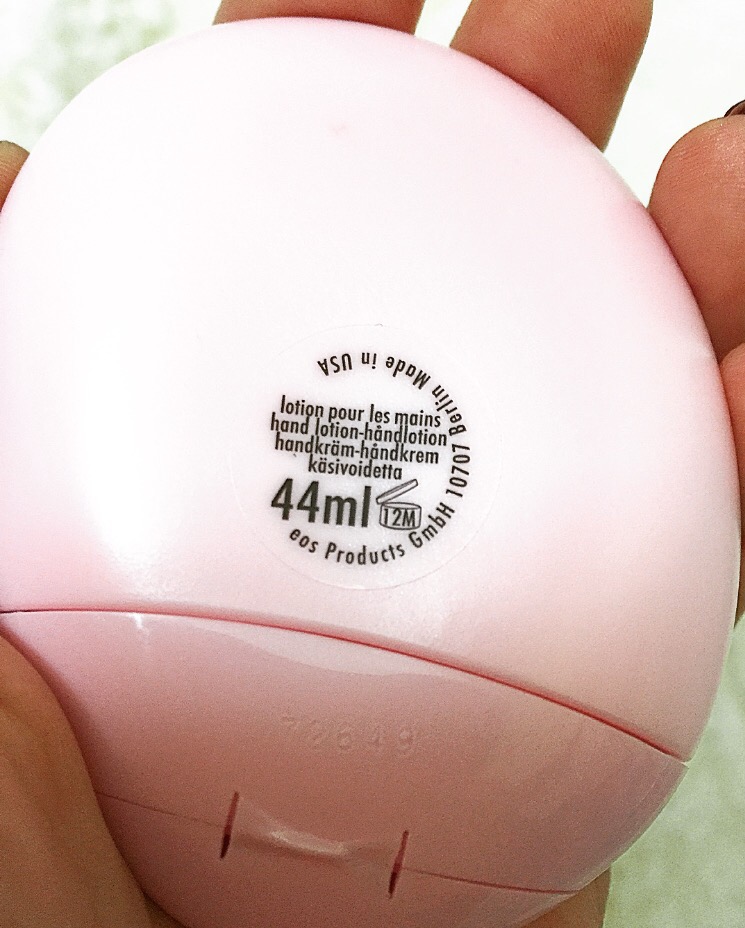 lotion pour les mains
hand lotion-håndlotion
handkräm-håndkrem
käsivoidetta
44ml 12M
eos Products GmbH 10707 Berlin Made in USA